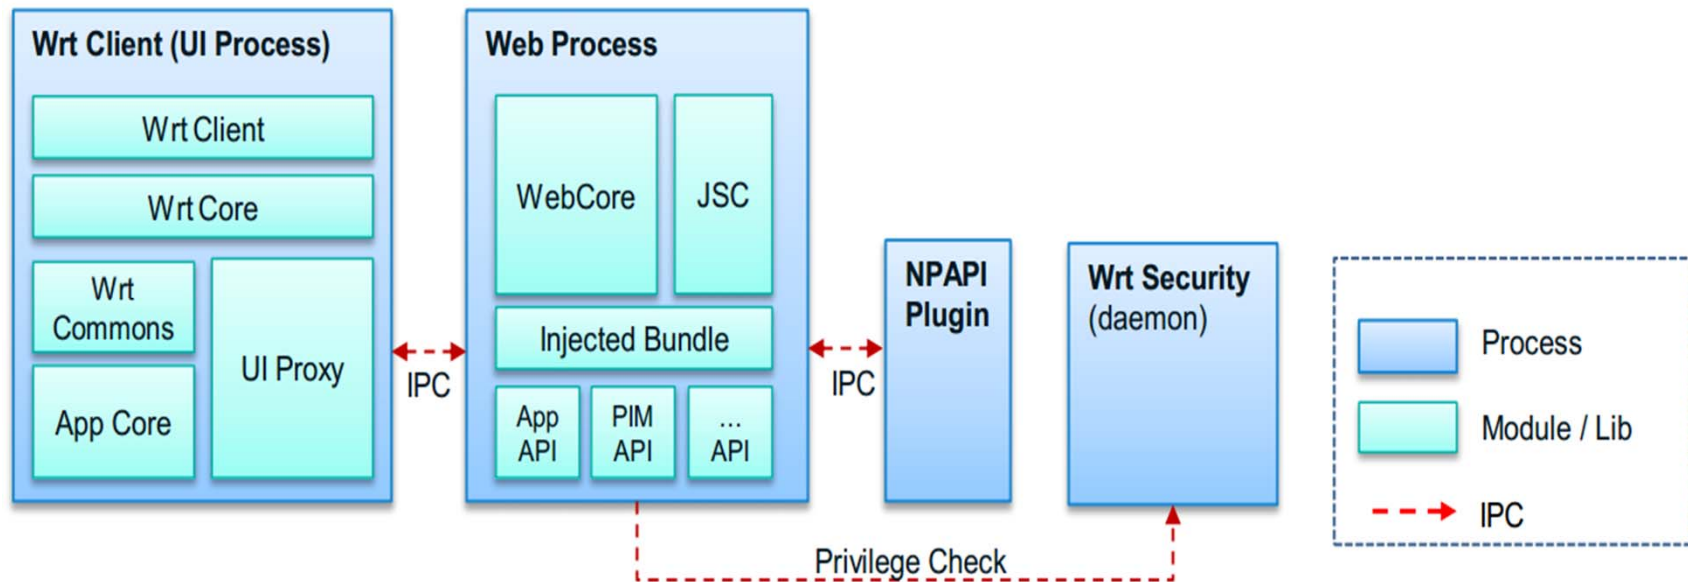 Wrt Client (UI Process)
Wrt Client
Wrt Core
Wrt
Commons
App Core
UI Proxy
IPC
Web Process
WebCore
JSC
Injected Bundle
App
API
PIM
API
...
API
IPC
NPAPI
Plugin
Wrt Security
(daemon)
Privilege Check
Process
Module / Lib
IPC